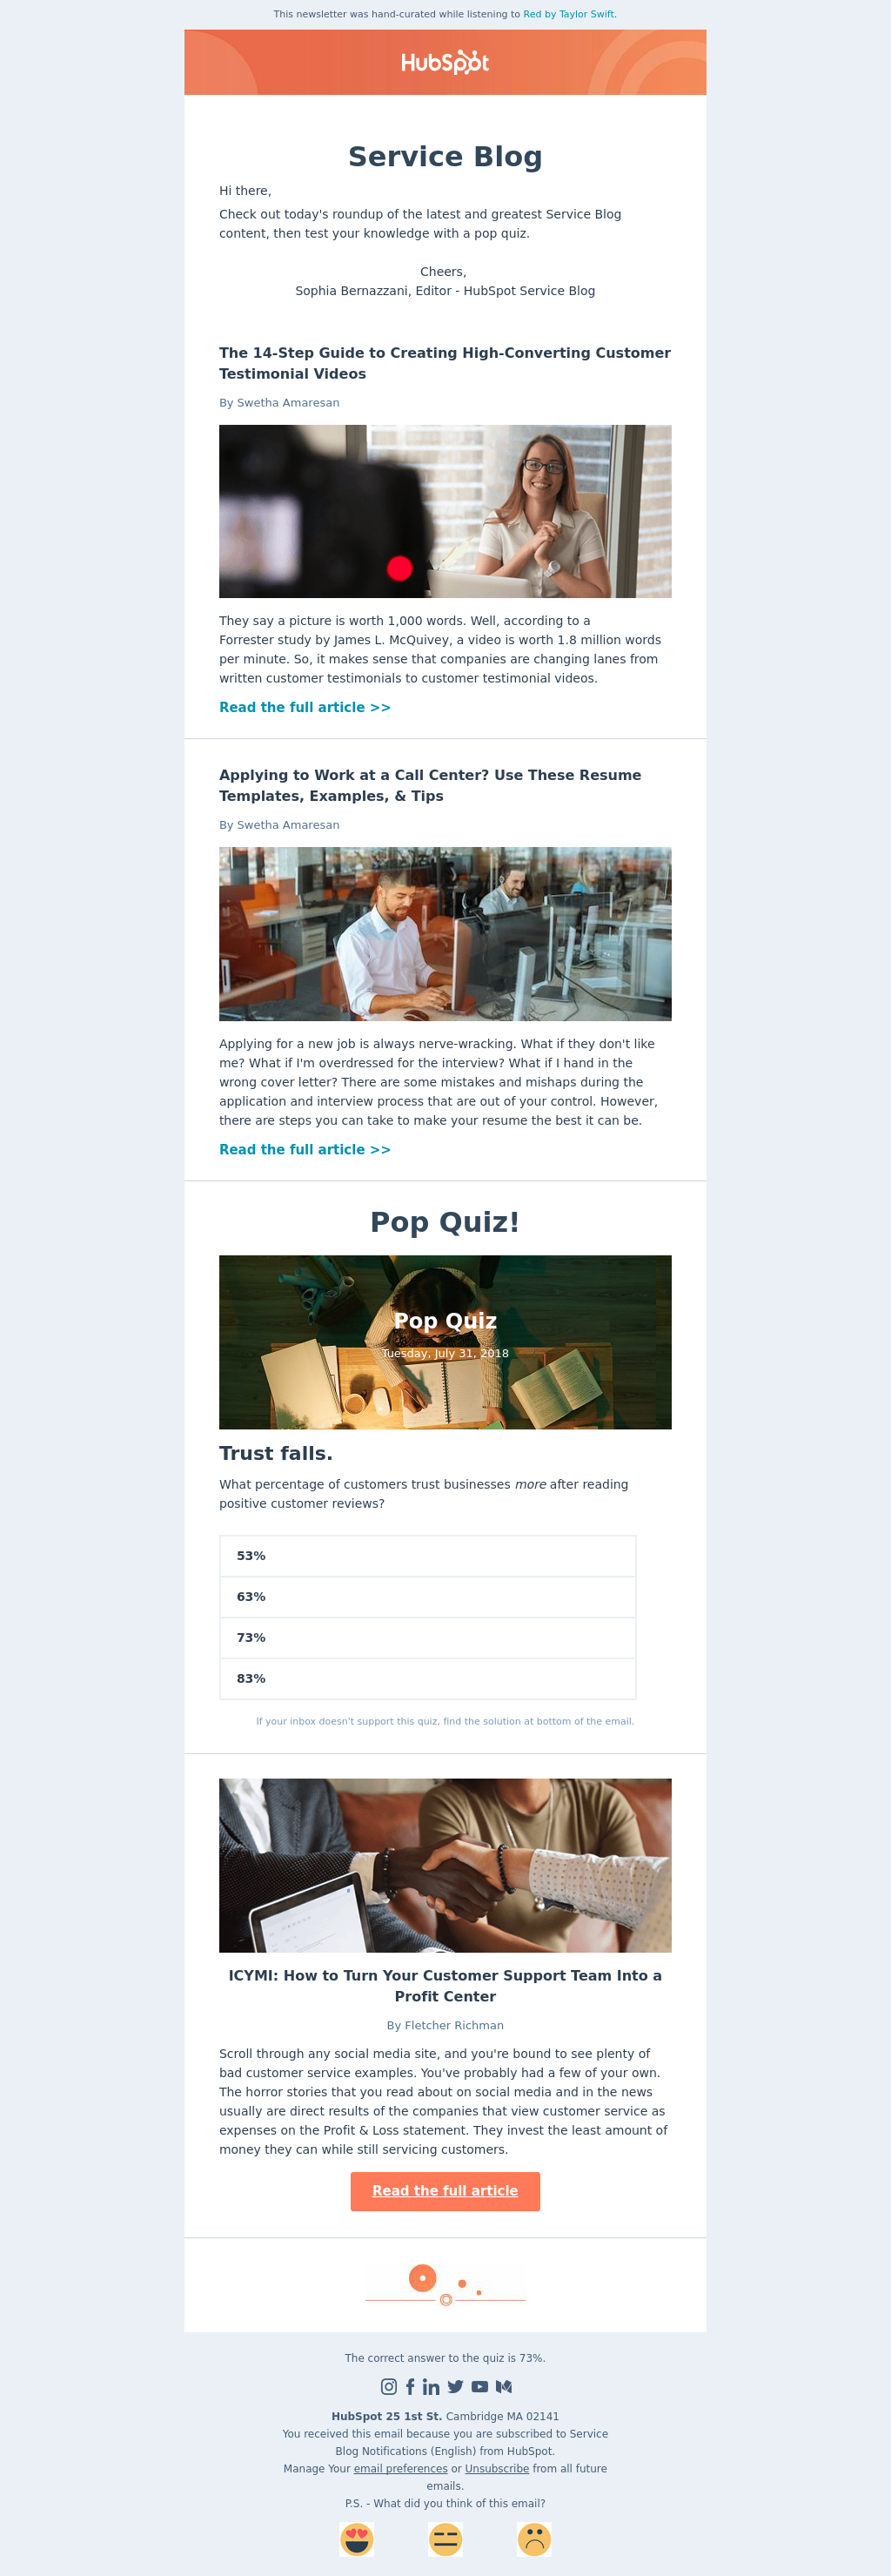 This newsletter was hand-curated while listening to Red by Taylor Swift.
HubSpot
Service Blog
Hi there,
Check out today's roundup of the latest and greatest Service Blog
content, then test your knowledge with a pop quiz.
Cheers,
Sophia Bernazzani, Editor - HubSpot Service Blog
The 14-Step Guide to Creating High-Converting Customer
Testimonial Videos
By Swetha Amaresan
They say a picture is worth 1,000 words. Well, according to a
Forrester study by James L. McQuivey, a video is worth 1.8 million words
per minute. So, it makes sense that companies are changing lanes from
written customer testimonials to customer testimonial videos.
Read the full article >>
Applying to Work at a Call Center? Use These Resume
Templates, Examples, & Tips
By Swetha Amaresan
Applying for a new job is always nerve-wracking. What if they don't like
me? What if I'm overdressed for the interview? What if I hand in the
wrong cover letter? There are some mistakes and mishaps during the
application and interview process that are out of your control. However,
there are steps you can take to make your resume the best it can be.
Read the full article >>
Pop Quiz!
Pop Quiz
Tuesday, July 31, 2018
Trust falls.
What percentage of customers trust businesses more after reading
positive customer reviews?
53%
63%
73%
83%
If your inbox doesn't support this quiz, find the solution at bottom of the email.
ICYMI: How to Turn Your Customer Support Team Into a
Profit Center
By Fletcher Richman
Scroll through any social media site, and you're bound to see plenty of
bad customer service examples. You've probably had a few of your own.
The horror stories that you read about on social media and in the news
usually are direct results of the companies that view customer service as
expenses on the Profit & Loss statement. They invest the least amount of
money they can while still servicing customers.
Read the full article
The correct answer to the quiz is 73%.
HubSpot 25 1st St. Cambridge MA 02141
You received this email because you are subscribed to Service
Blog Notifications (English) from HubSpot.
Manage Your email preferences or Unsubscribe from all future
emails.
P.S. - What did you think of this email?